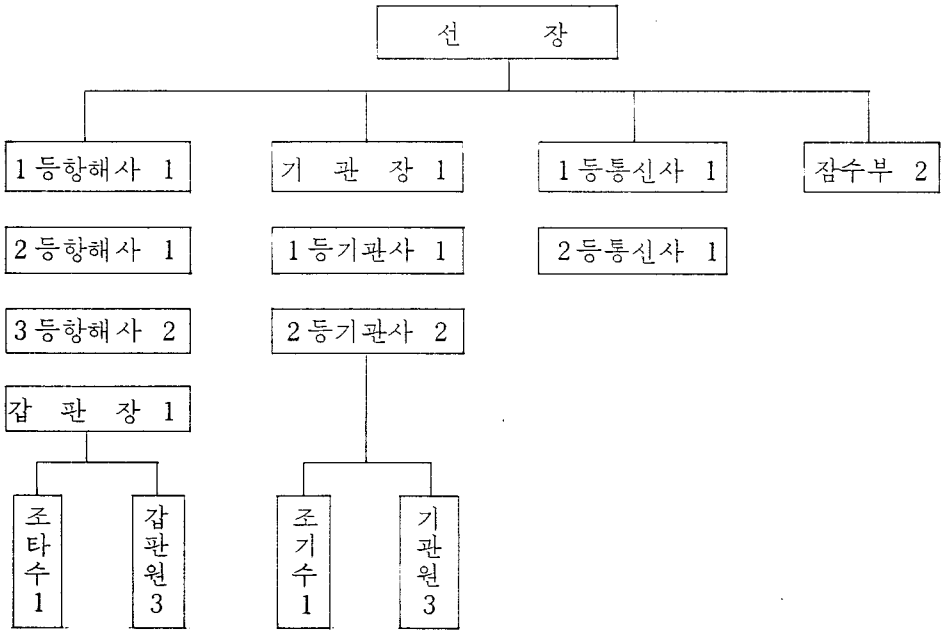 선 장
1등항해사 1
기 관 장 1
1등통신사 1
잠수부 2
2등항해사 1
1등기관사 1
2등통신사 1
3등항해사 2
2등기관사 2
갑 판 장 1
조타수 1
갑판원 3
조기수 1
기관원 3